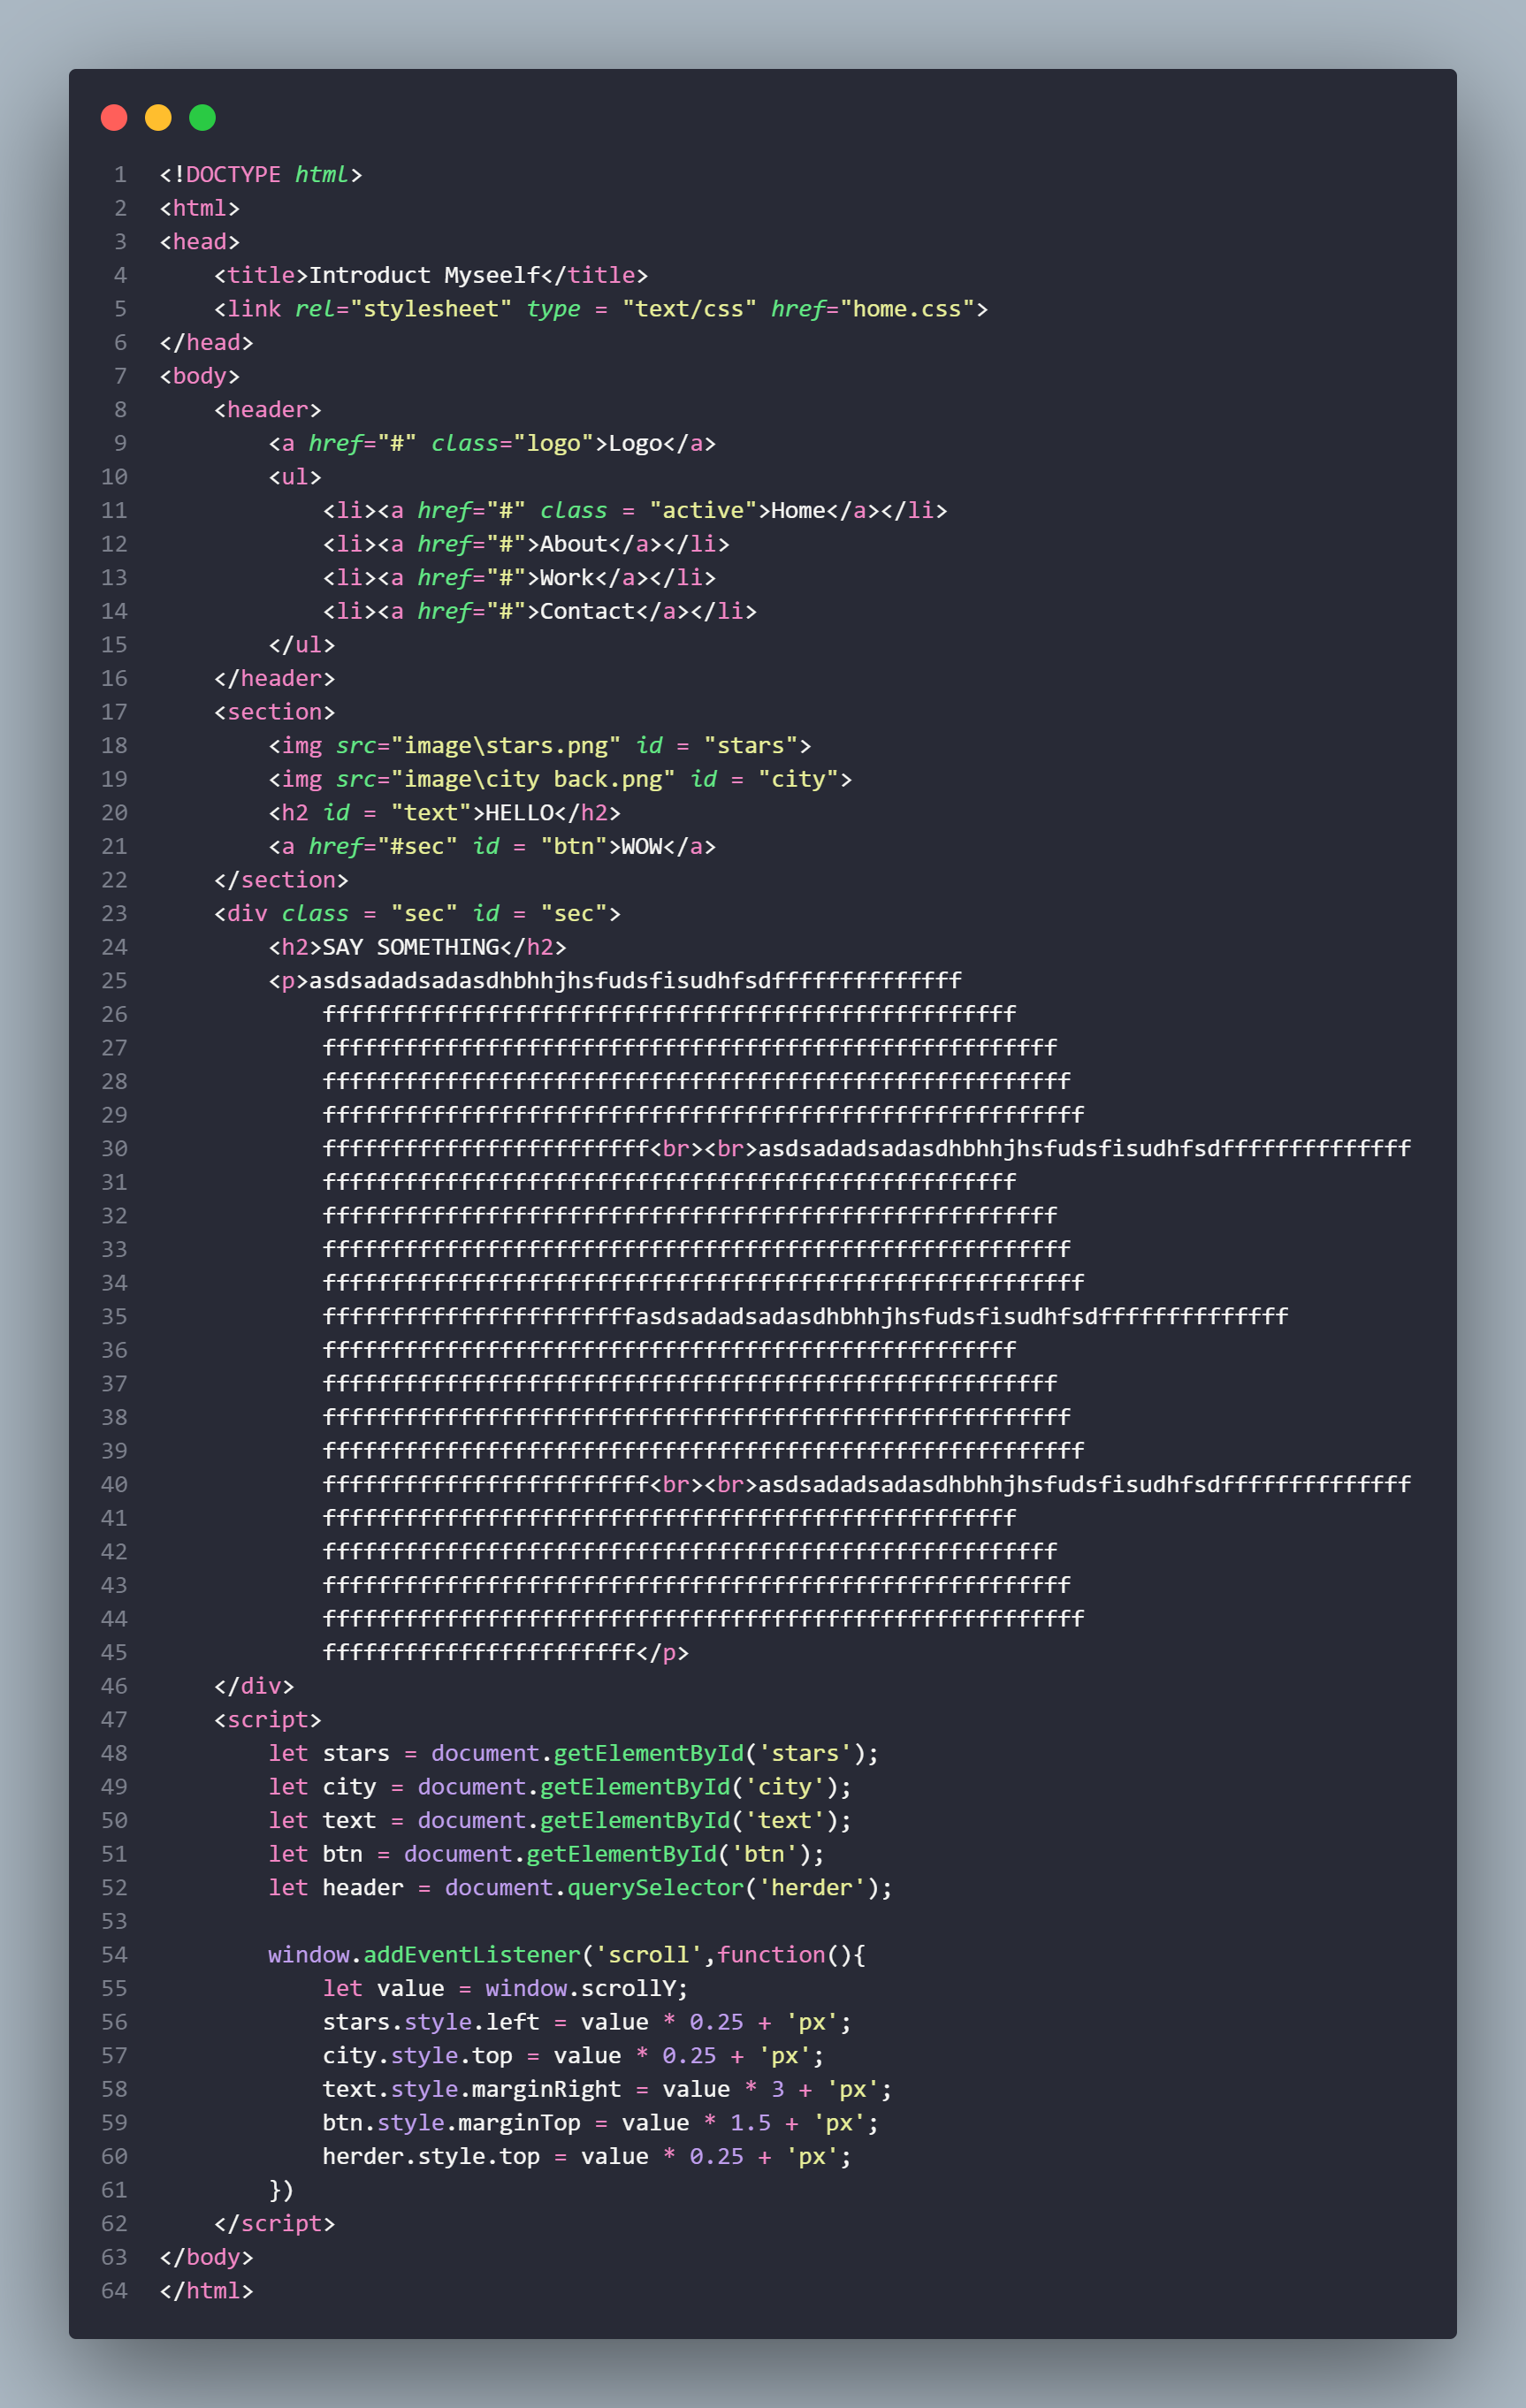 1 <!DOCTYPE html>
2 <html>
3 <head>
4     <title>Introduct Myseelf</title>
5     <link rel="stylesheet" type = "text/css" href="home.css">
6 </head>
7 <body>
8     <header>
9         <a href="#" class="logo">Logo</a>
10         <ul>
11             <li><a href="#" class = "active">Home</a></li>
12             <li><a href="#">About</a></li>
13             <li><a href="#">Work</a></li>
14             <li><a href="#">Contact</a></li>
15         </ul>
16     </header>
17     <section>
18         <img src="image\stars.png" id = "stars">
19         <img src="image\city back.png" id = "city">
20         <h2 id = "text">HELLO</h2>
21         <a href="#sec" id = "btn">WOW</a>
22     </section>
23     <div class = "sec" id = "sec">
24         <h2>SAY SOMETHING</h2>
25         <p>asdsadadsadasdhbhhjhsfudsfisudhfsdffffffffffffff
26             fffffffffffffffffffffffffffffffffffffffffffffffffff
27             ffffffffffffffffffffffffffffffffffffffffffffffffffffff
28             fffffffffffffffffffffffffffffffffffffffffffffffffffffff
29             ffffffffffffffffffffffffffffffffffffffffffffffffffffffff
30             ffffffffffffffffffffffff<br><br>asdsadadsadasdhbhhjhsfudsfisudhfsdffffffffffffff
31             fffffffffffffffffffffffffffffffffffffffffffffffffff
32             ffffffffffffffffffffffffffffffffffffffffffffffffffffff
33             fffffffffffffffffffffffffffffffffffffffffffffffffffffff
34             ffffffffffffffffffffffffffffffffffffffffffffffffffffffff
35             fffffffffffffffffffffffasdsadadsadasdhbhhjhsfudsfisudhfsdffffffffffffff
36             fffffffffffffffffffffffffffffffffffffffffffffffffff
37             ffffffffffffffffffffffffffffffffffffffffffffffffffffff
38             fffffffffffffffffffffffffffffffffffffffffffffffffffffff
39             ffffffffffffffffffffffffffffffffffffffffffffffffffffffff
40             ffffffffffffffffffffffff<br><br>asdsadadsadasdhbhhjhsfudsfisudhfsdffffffffffffff
41             fffffffffffffffffffffffffffffffffffffffffffffffffff
42             ffffffffffffffffffffffffffffffffffffffffffffffffffffff
43             fffffffffffffffffffffffffffffffffffffffffffffffffffffff
44             ffffffffffffffffffffffffffffffffffffffffffffffffffffffff
45             fffffffffffffffffffffff</p>
46     </div>
47     <script>
48         let stars = document.getElementById('stars');
49         let city = document.getElementById('city');
50         let text = document.getElementById('text');
51         let btn = document.getElementById('btn');
52         let header = document.querySelector('herder');
53
54         window.addEventListener('scroll',function(){
55             let value = window.scrollY;
56             stars.style.left = value * 0.25 + 'px';
57             city.style.top = value * 0.25 + 'px';
58             text.style.marginRight = value * 3 + 'px';
59             btn.style.marginTop = value * 1.5 + 'px';
60             herder.style.top = value * 0.25 + 'px';
61         })
62     </script>
63 </body>
64 </html>